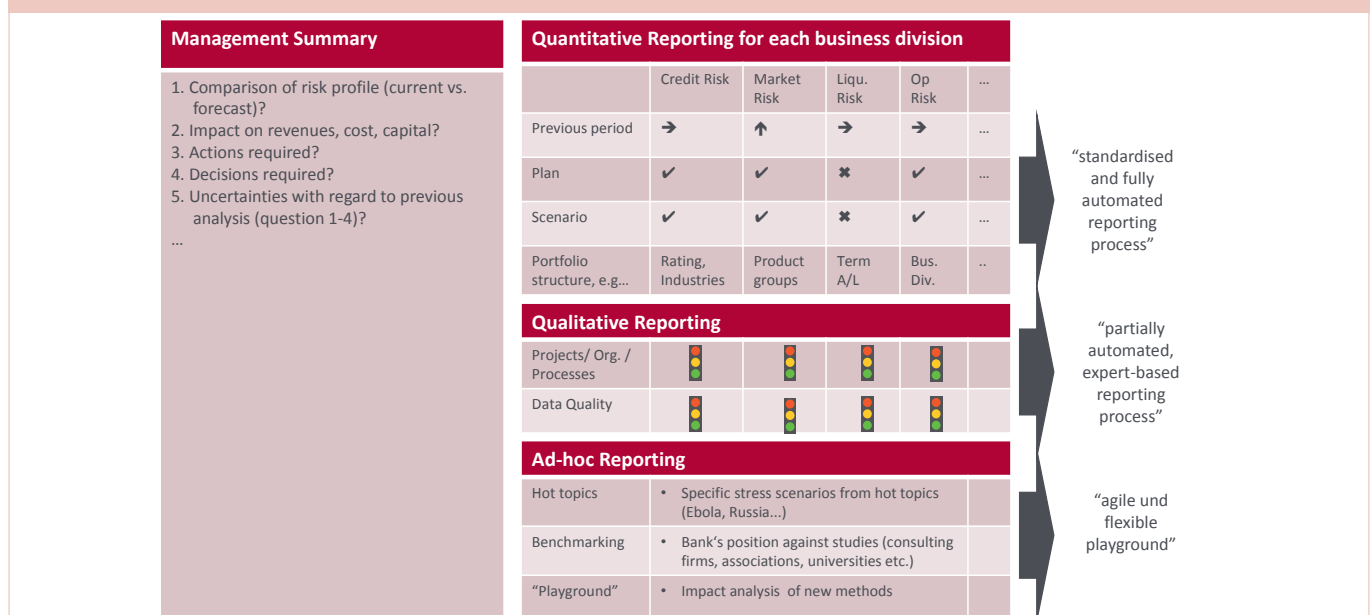 Management Summary
1. Comparison of risk profile (current vs.
forecast)?
2. Impact on revenues, cost, capital?
3. Actions required?
4. Decisions required?
5. Uncertainties with regard to previous
analysis (question 1-4)?
…
Quantitative Reporting for each business division
Credit Risk
Market
Risk
Liqu.
Risk
Op
Risk
…
Previous period
➔
↑
➔
➔
…
Plan
✔
✔
✖
✔
…
Scenario
✔
✔
✖
✔
…
Portfolio
structure, e.g…
Rating,
Industries
Product
groups
Term
A/L
Bus.
Div.
..
Qualitative Reporting
Projects/ Org. /
Processes
Data Quality
Ad-hoc Reporting
Hot topics
• Specific stress scenarios from hot topics
(Ebola, Russia...)
Benchmarking
• Bank‘s position against studies (consulting
firms, associations, universities etc.)
“Playground”
• Impact analysis of new methods
“standardised
and fully
automated
reporting
process”
“partially
automated,
expert-based
reporting
process”
“agile und
flexible
playground”